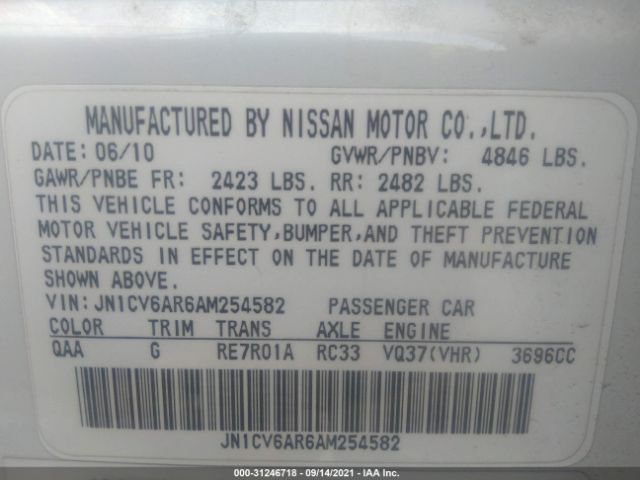 MANUFACTURED BY NISSAN MOTOR CO.,LTD.
DATE: 06/10 GVWR/PNBV: 4846 LBS.
GAWR/PNBE FR: 2423 LBS. RR: 2482 LBS.
THIS VEHICLE CONFORMS TO ALL APPLICABLE FEDERAL
MOTOR VEHICLE SAFETY,BUMPER,AND THEFT PREVENTION
STANDARDS IN EFFECT ON THE DATE OF MANUFACTURE
SHOWN ABOVE.
VIN: JN1CV6AR6AM254582 PASSENGER CAR
COLOR TRIM TRANS AXLE ENGINE
QAA G RE7R01A RC33 VQ37(VHR) 3696CC
JN1CV6AR6AM254582
000-31246718 - 09/14/2021 - IAA Inc.